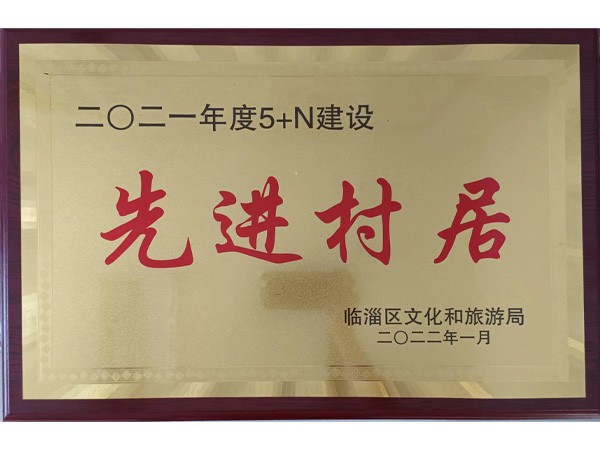 二〇二一年度5+N建设
先进村居
临淄区文化和旅游局
二〇二二年一月